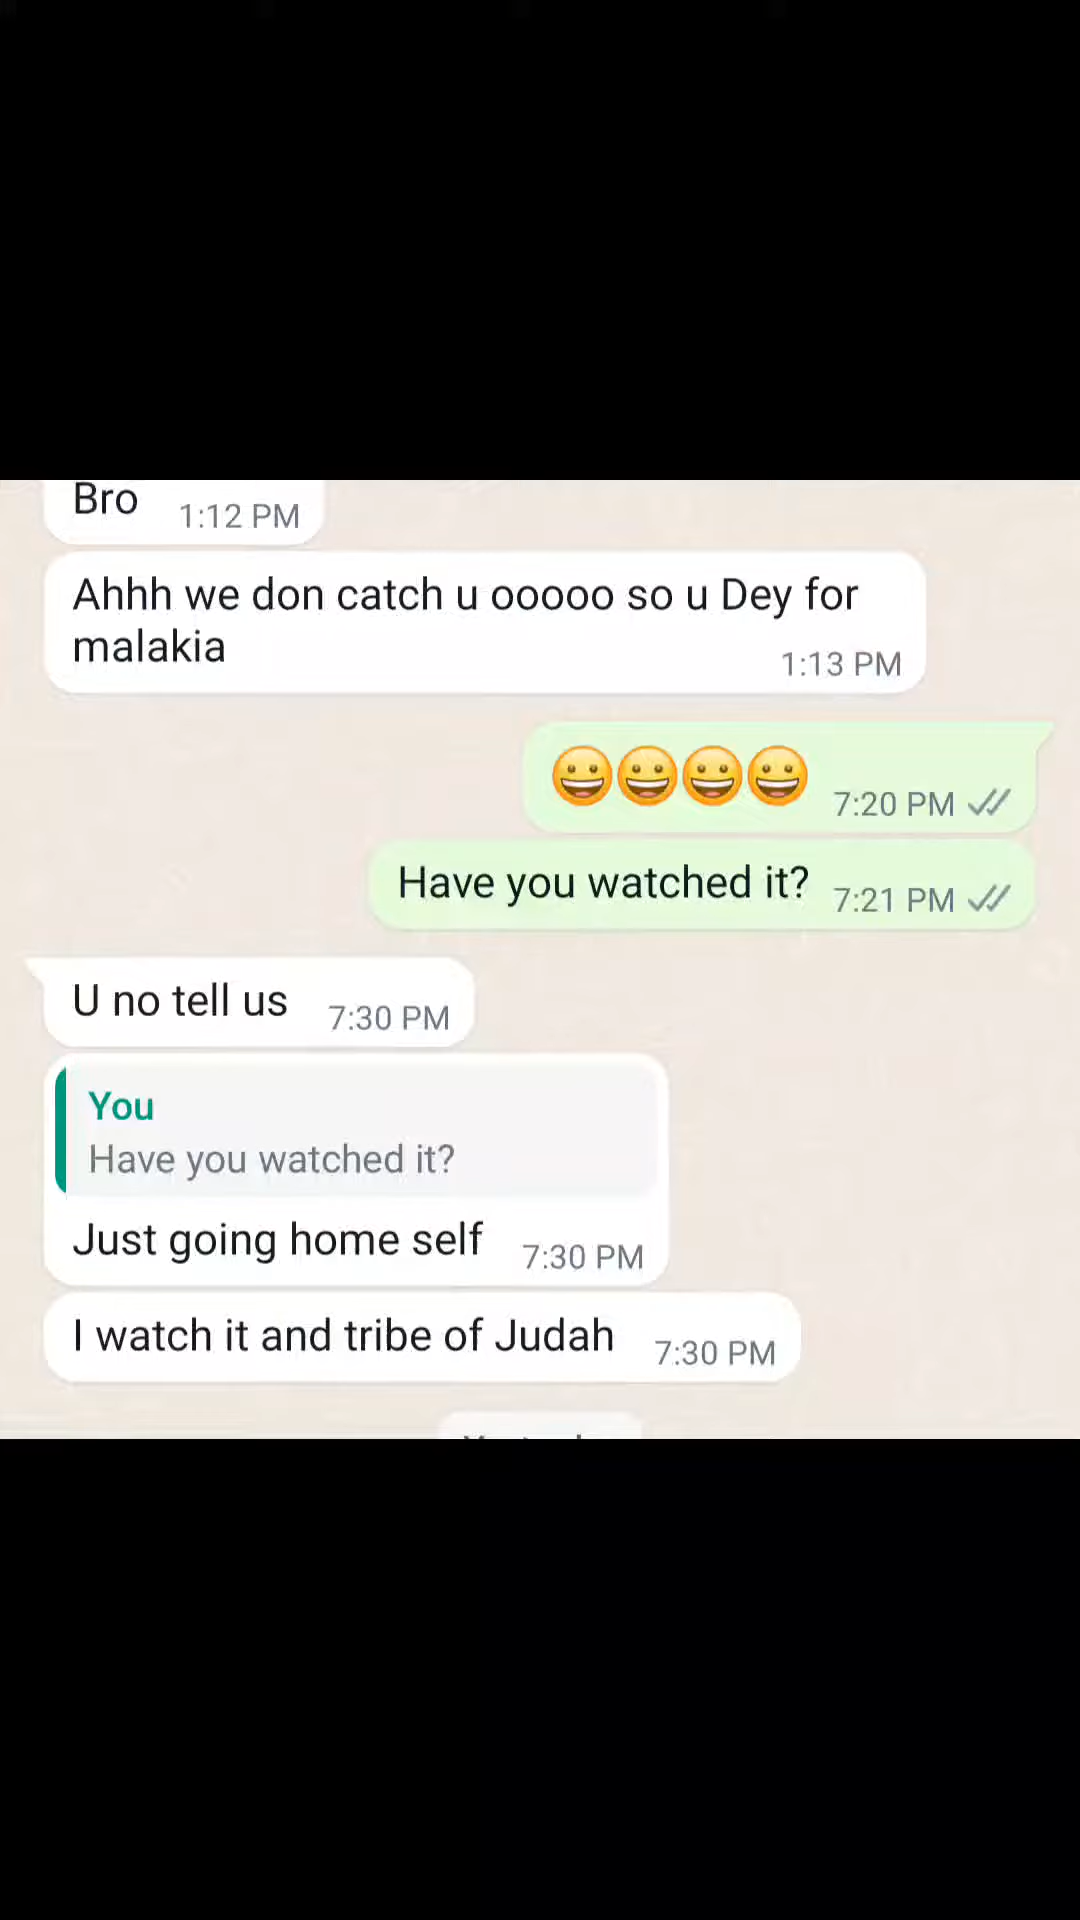 Bro 1:12 PM
Ahhh we don catch u ooooo so u Dey for
malakia 1:13 PM
😀😀😀😀 7:20 PM
Have you watched it? 7:21 PM
U no tell us 7:30 PM
You
Have you watched it?
Just going home self 7:30 PM
I watch it and tribe of Judah 7:30 PM